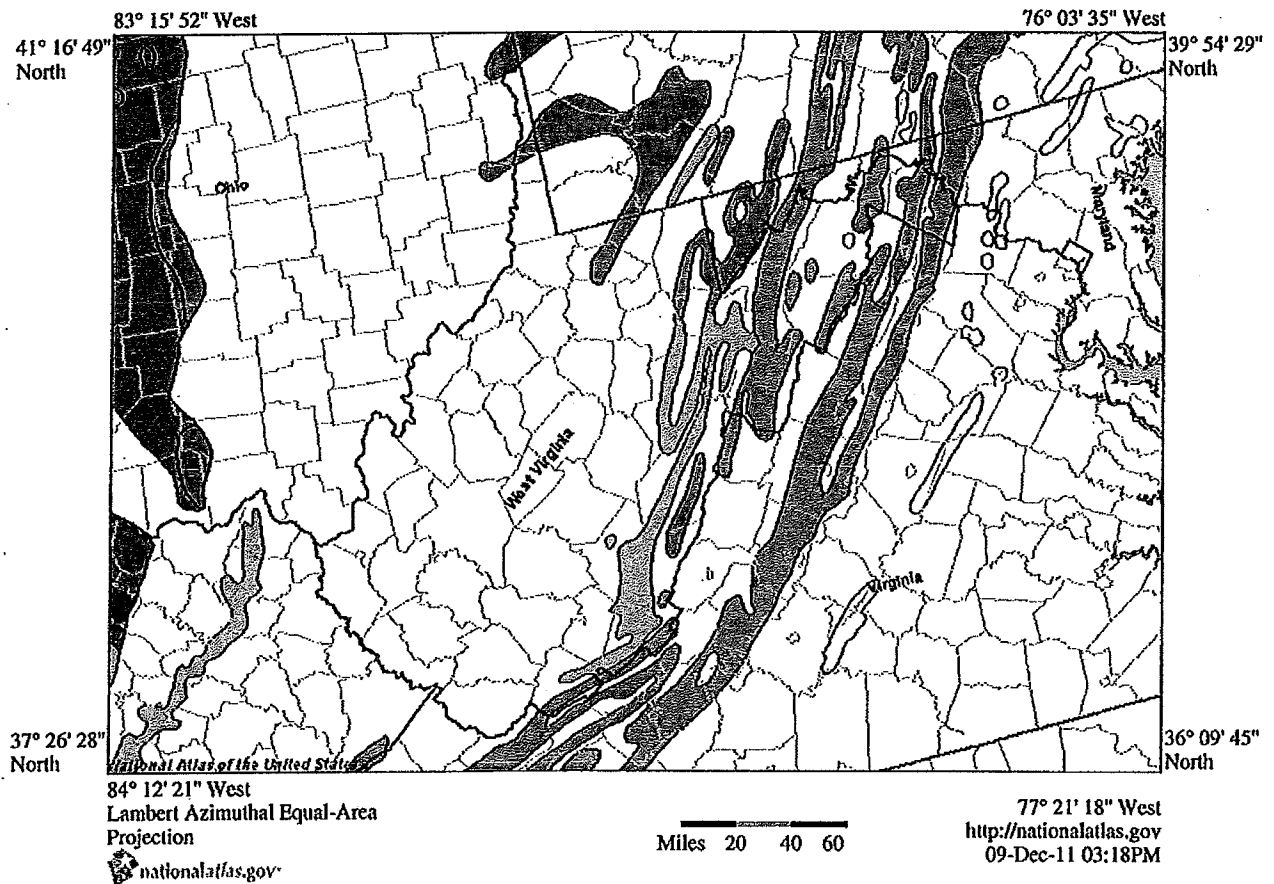 83° 15' 52" West
76° 03' 35" West
41° 16' 49"
North
39° 54' 29"
North
Ohio
Maryland
West Virginia
Virginia
37° 26' 28"
North
36° 09' 45"
North
National Atlas of the United States
84° 12' 21" West
Lambert Azimuthal Equal-Area
Projection
nationalatlas.gov
Miles 20 40 60
77° 21' 18" West
http://nationalatlas.gov
09-Dec-11 03:18PM